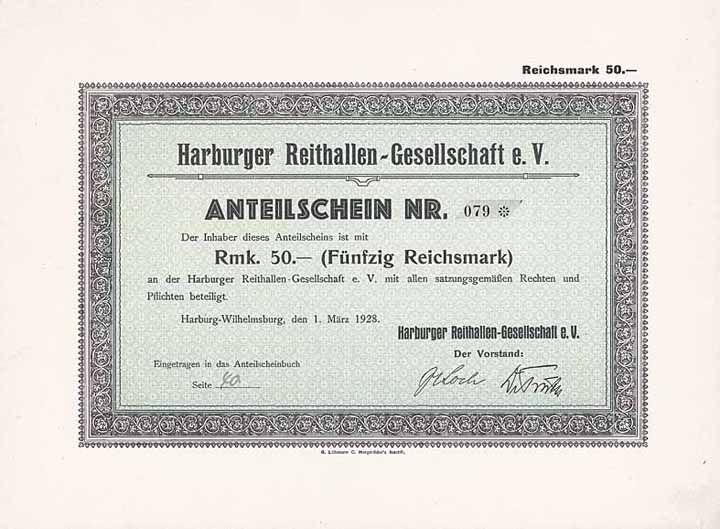 Reichsmark 50.—
Harburger Reithallen-Gesellschaft e. V.
ANTEILSCHEIN NR. 079 ※
Der Inhaber dieses Anteilscheins ist mit
Rmk. 50.— (Fünfzig Reichsmark)
an der Harburger Reithallen-Gesellschaft e. V. mit allen satzungsgemäßen Rechten und
Pflichten beteiligt.
Harburg-Wilhelmsburg, den 1. März 1928.
Harburger Reithallen-Gesellschaft e. V.
Der Vorstand:
Eingetragen in das Anteilscheinbuch
Seite 40
G. Lühmann